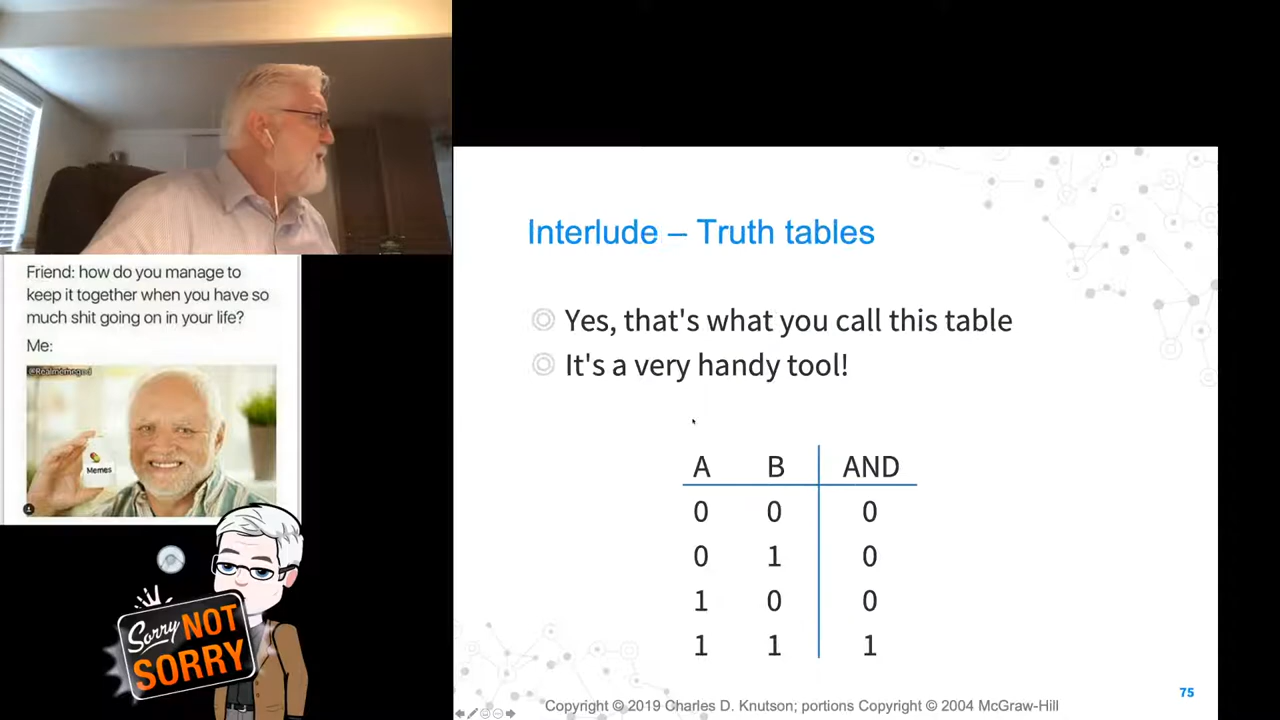 Friend: how do you manage to
keep it together when you have so
much shit going on in your life?
Me:
Memes
Sorry NOT
SORRY
Interlude – Truth tables
Yes, that's what you call this table
It's a very handy tool!
A B AND
0 0 0
0 1 0
1 0 0
1 1 1
75
Copyright © 2019 Charles D. Knutson; portions Copyright © 2004 McGraw-Hill